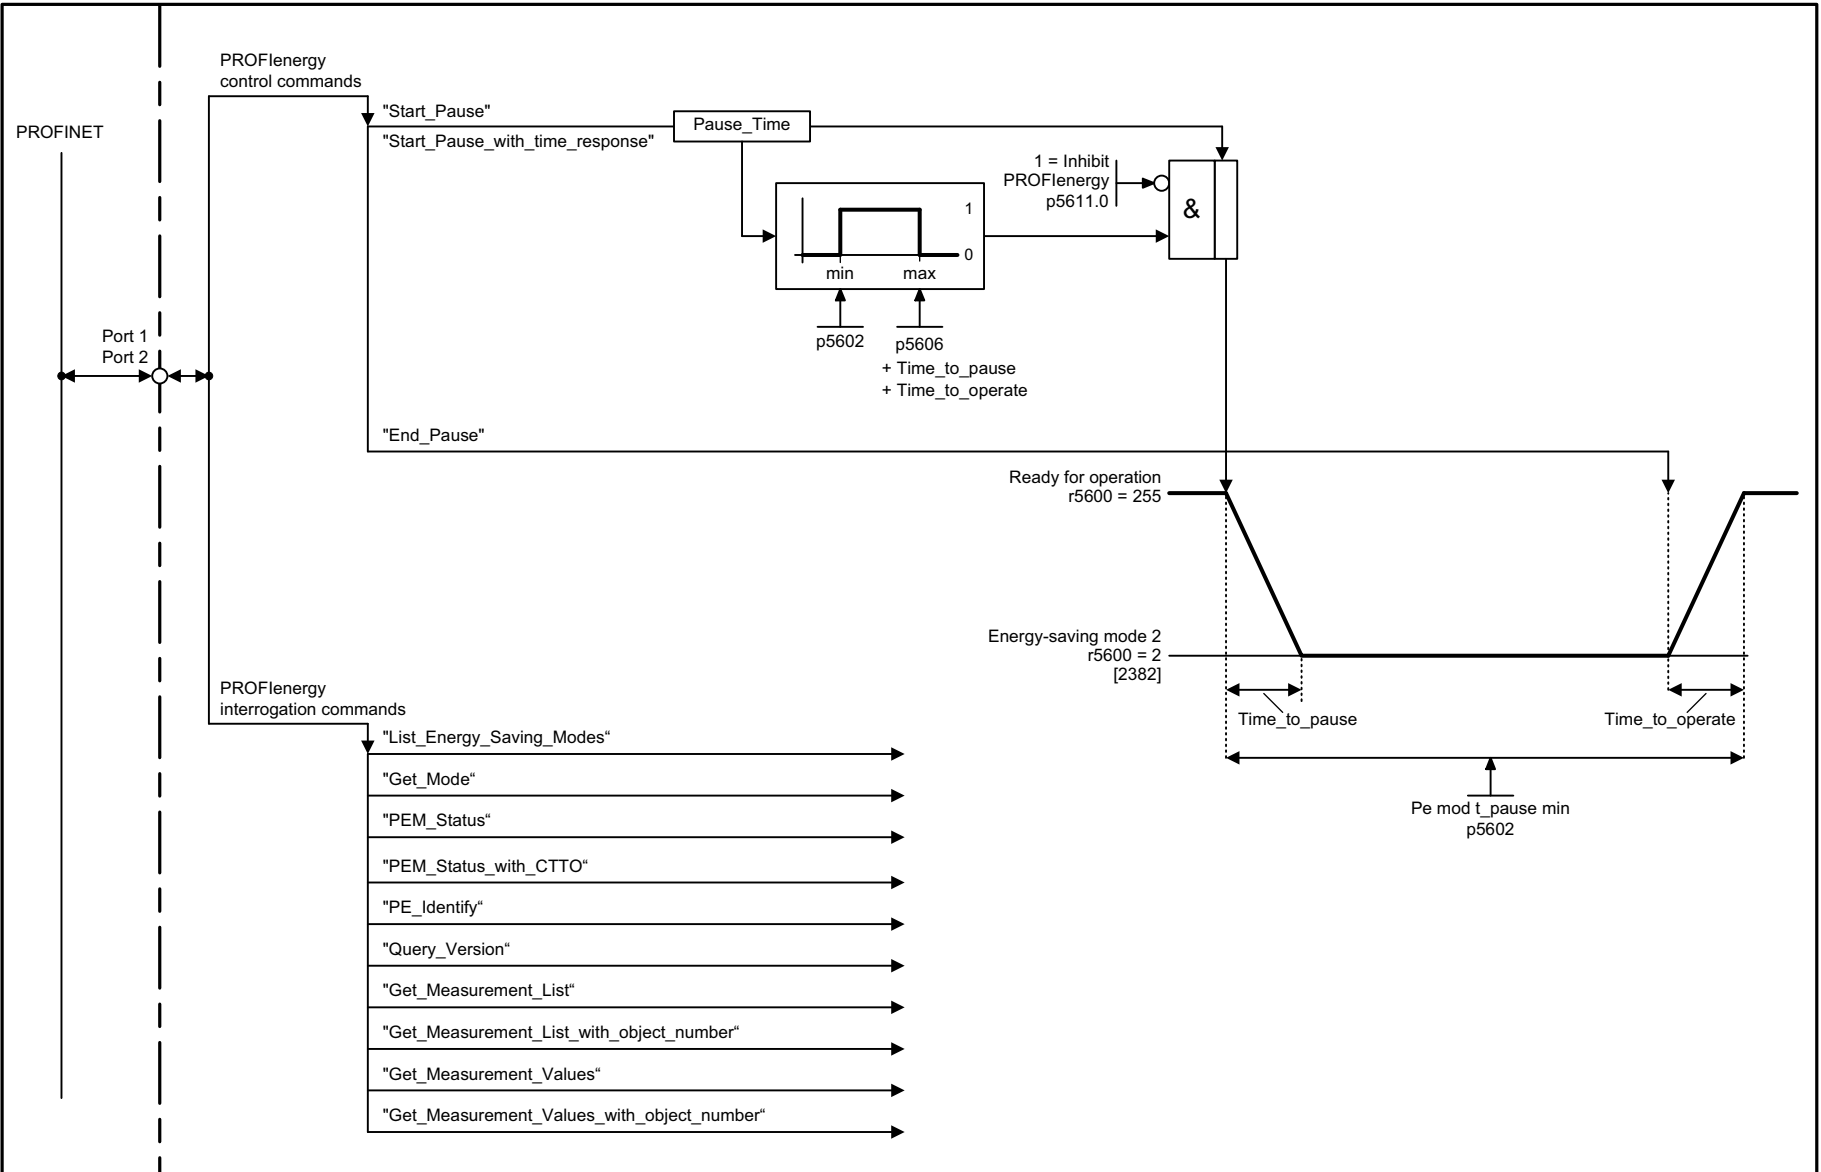 PROFIenergy
control commands
"Start_Pause"
PROFINET
Pause_Time
"Start_Pause_with_time_response"
1 = Inhibit
PROFIenergy
p5611.0
&
1
0
min
max
p5602
p5606
+ Time_to_pause
+ Time_to_operate
Port 1
Port 2
"End_Pause"
Ready for operation
r5600 = 255
Energy-saving mode 2
r5600 = 2
[2382]
Time_to_pause
Time_to_operate
Pe mod t_pause min
p5602
PROFIenergy
interrogation commands
"List_Energy_Saving_Modes“
"Get_Mode“
"PEM_Status“
"PEM_Status_with_CTTO“
"PE_Identify“
"Query_Version“
"Get_Measurement_List“
"Get_Measurement_List_with_object_number“
"Get_Measurement_Values“
"Get_Measurement_Values_with_object_number“